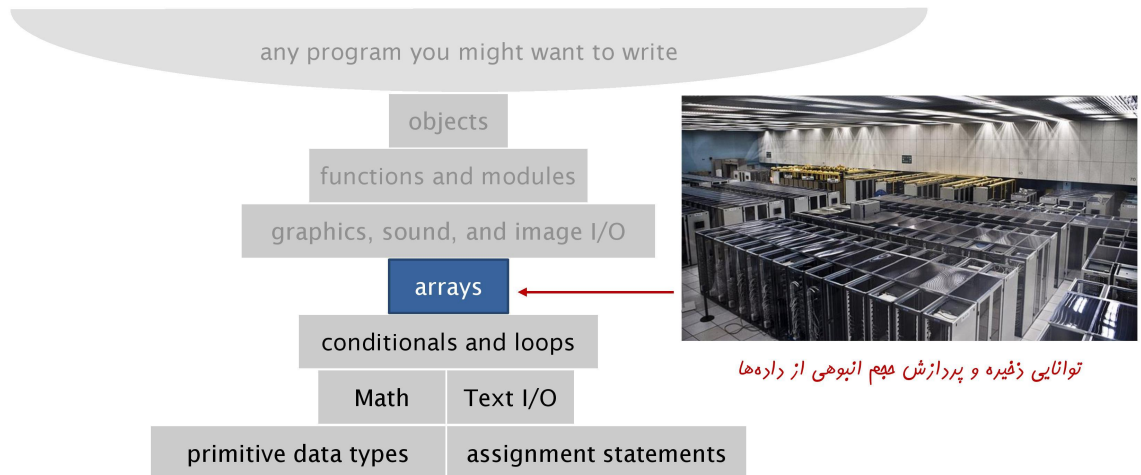 any program you might want to write
objects
functions and modules
graphics, sound, and image I/O
arrays
conditionals and loops
Math
Text I/O
primitive data types
assignment statements
توانایی ذخیره و پردازش حجم انبوهی از داده‌ها